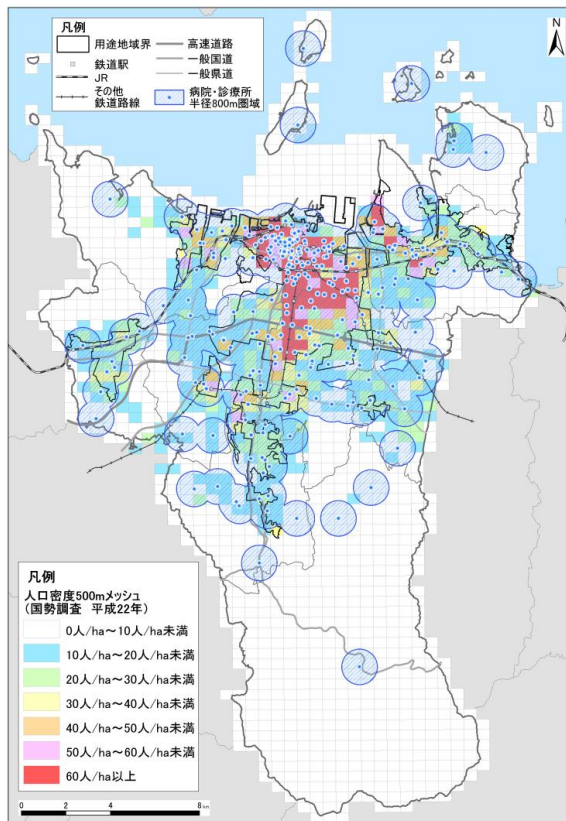 凡例
用途地域界
鉄道駅
JR
その他
鉄道路線
高速道路
一般国道
一般県道
病院・診療所
半径800m圏域
N
凡例
人口密度500mメッシュ
(国勢調査 平成22年)
0人/ha～10人/ha未満
10人/ha～20人/ha未満
20人/ha～30人/ha未満
30人/ha～40人/ha未満
40人/ha～50人/ha未満
50人/ha～60人/ha未満
60人/ha以上
0 2 4 8 km